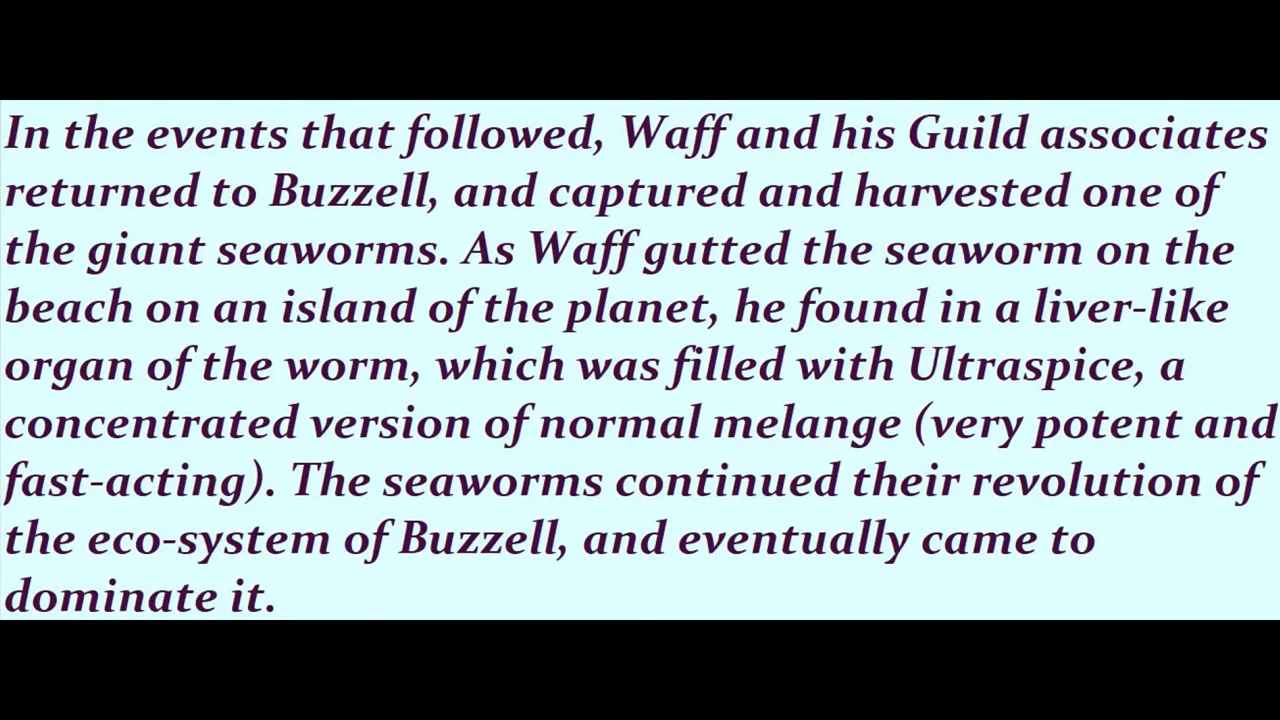 In the events that followed, Waff and his Guild associates
returned to Buzzell, and captured and harvested one of
the giant seaworms. As Waff gutted the seaworm on the
beach on an island of the planet, he found in a liver-like
organ of the worm, which was filled with Ultraspice, a
concentrated version of normal melange (very potent and
fast-acting). The seaworms continued their revolution of
the eco-system of Buzzell, and eventually came to
dominate it.